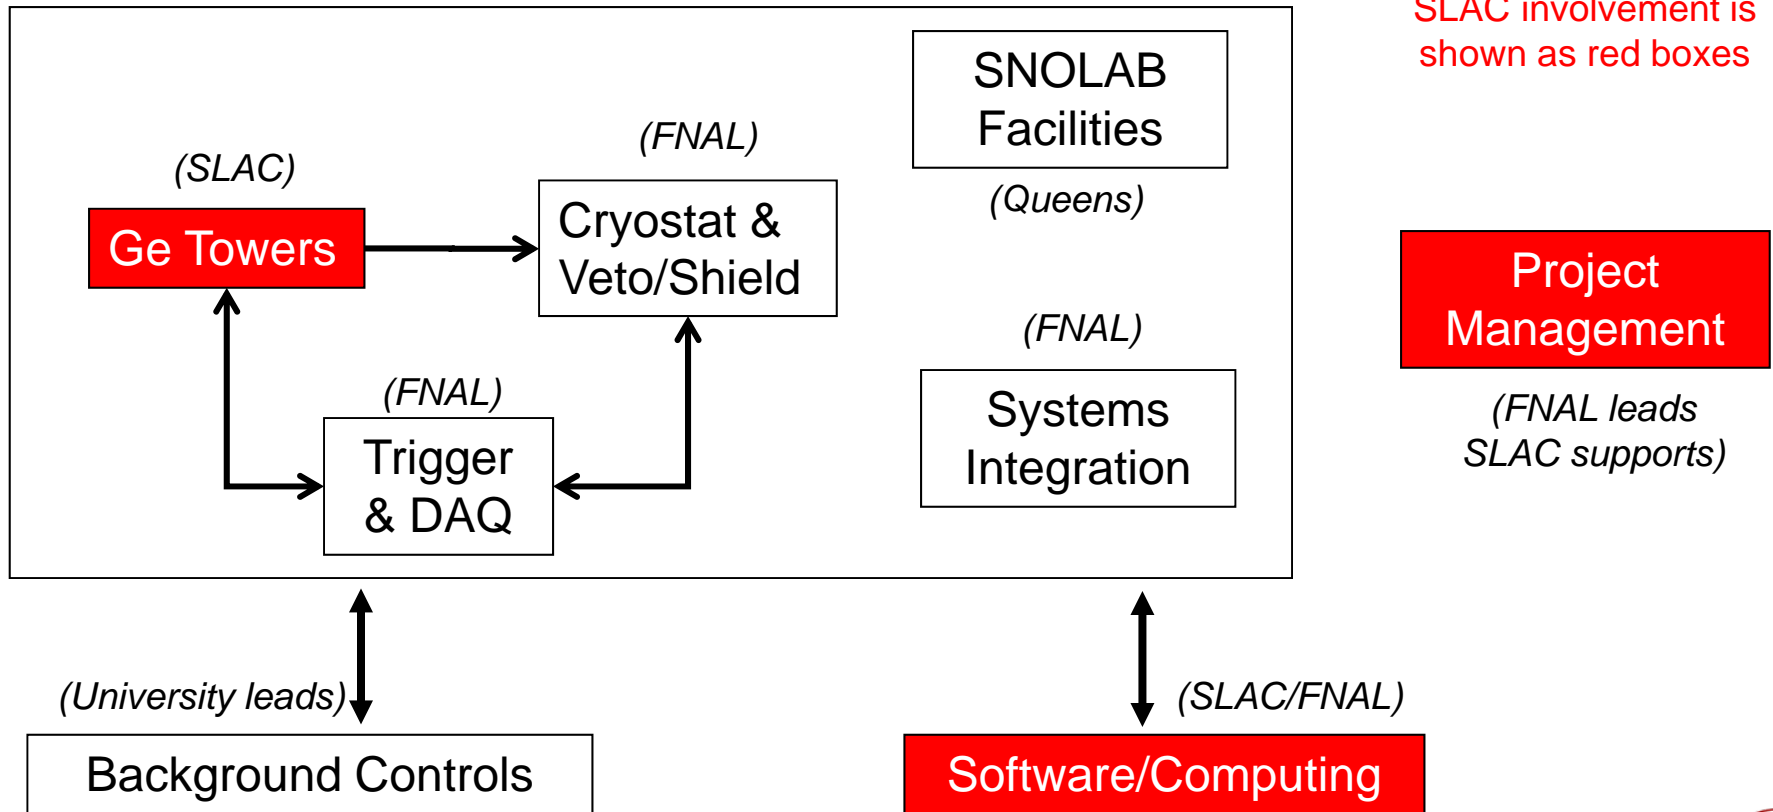 SLAC involvement is
shown as red boxes
SNOLAB
Facilities
(Queens)
(FNAL)
(SLAC)
Ge Towers
Cryostat &
Veto/Shield
Project
Management
(FNAL leads
SLAC supports)
(FNAL)
Systems
Integration
(FNAL)
Trigger
& DAQ
(University leads)
Background Controls
(SLAC/FNAL)
Software/Computing